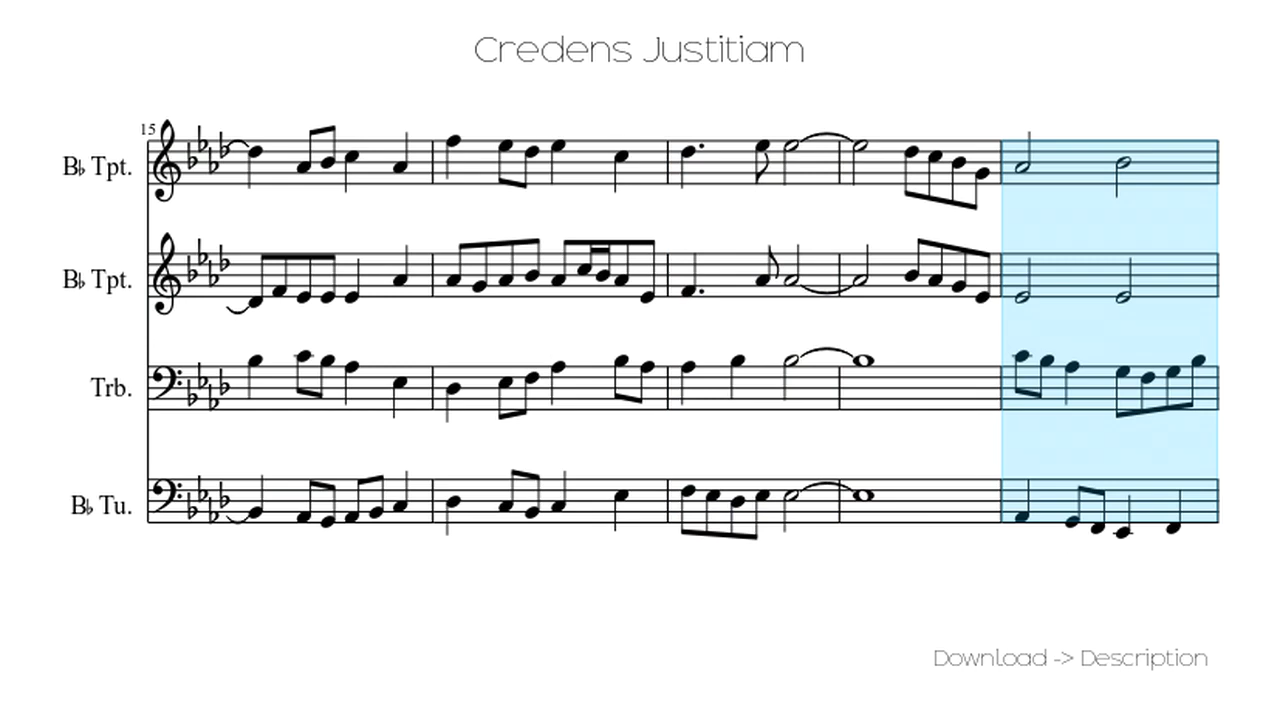 Credens Justitiam
15
B♭ Tpt.
B♭ Tpt.
Trb.
B♭ Tu.
Download -> Description